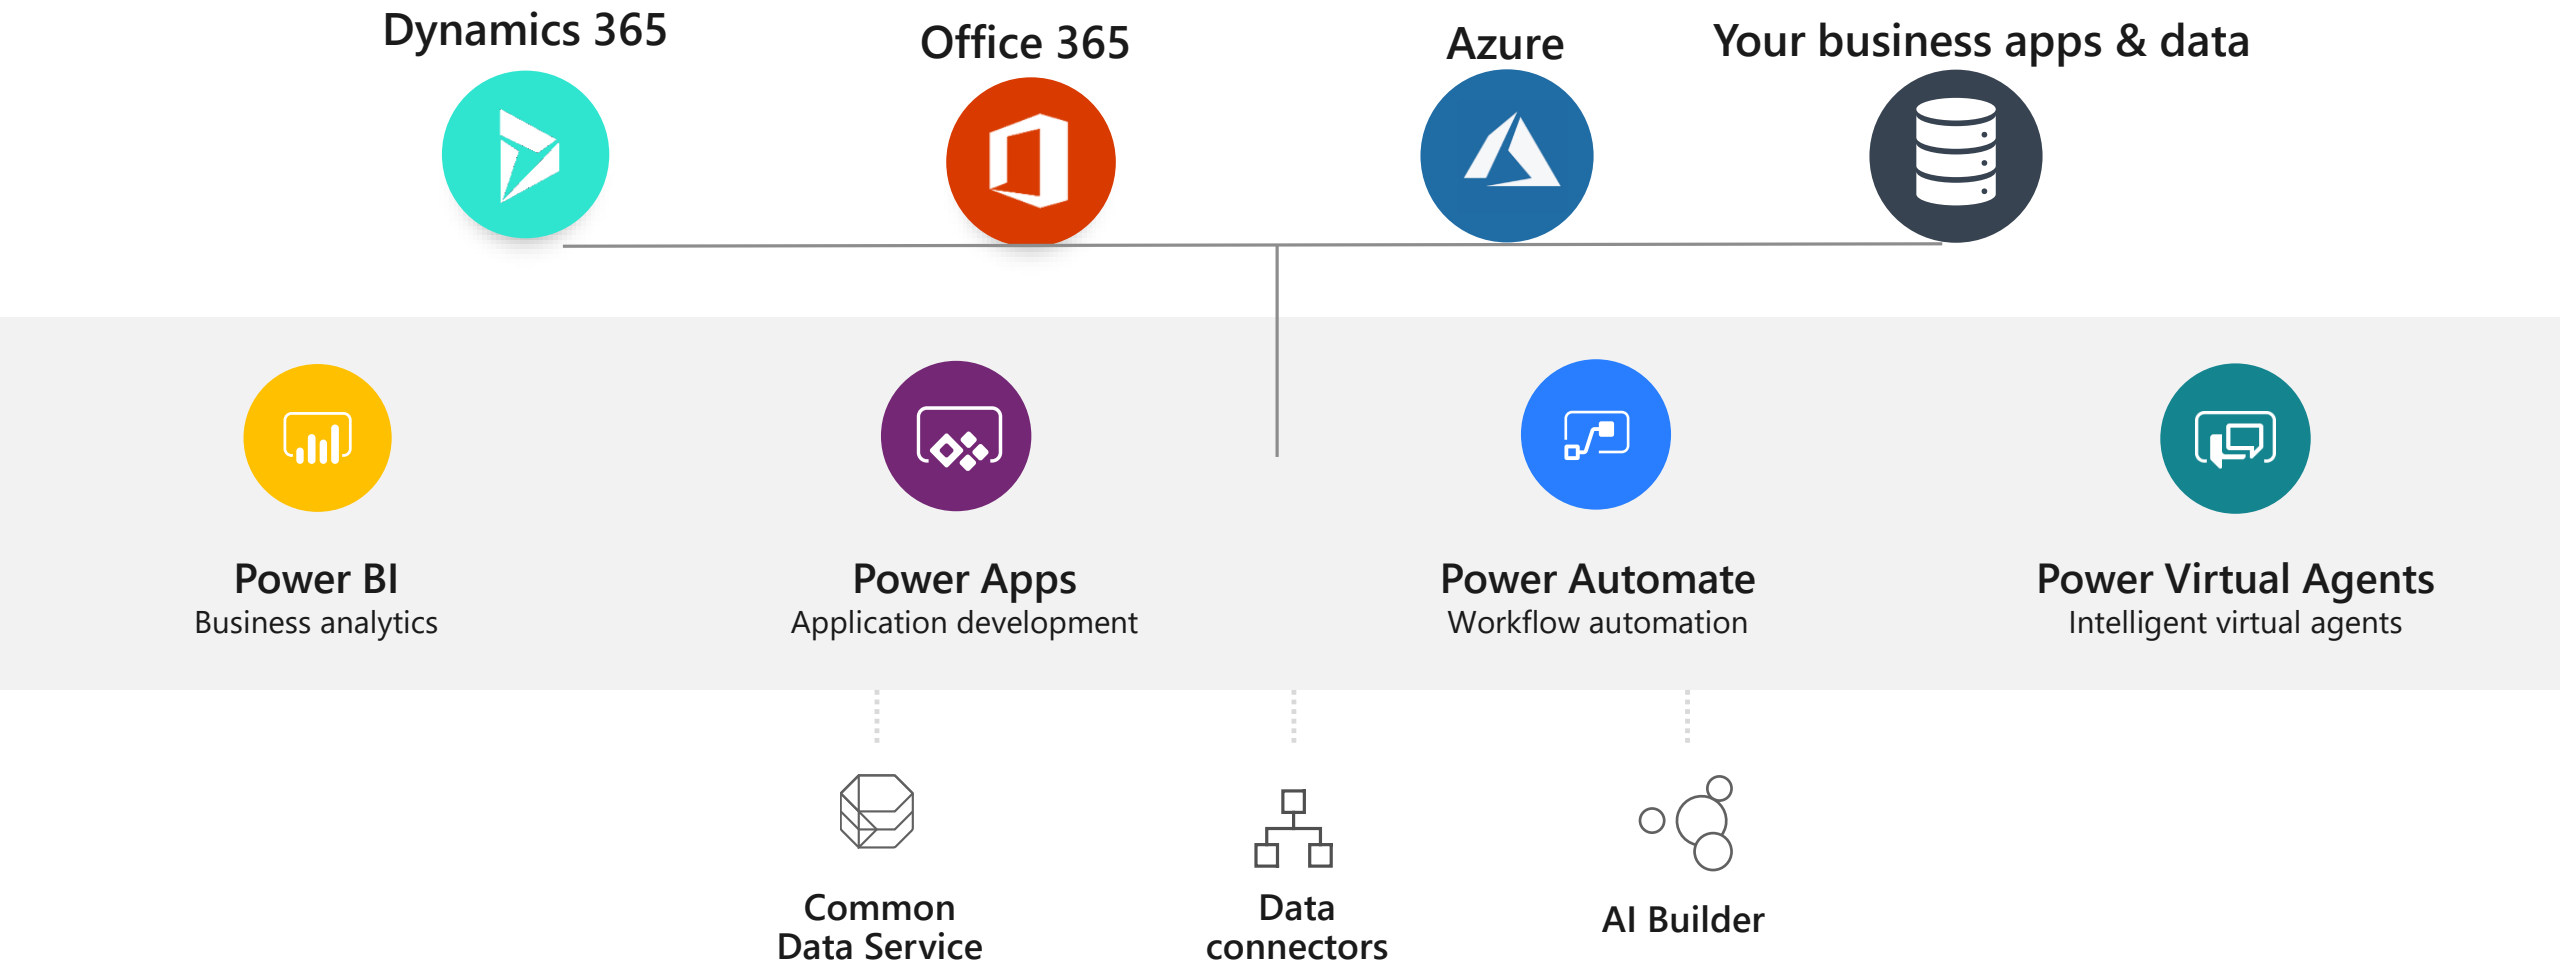 Dynamics 365
Office 365
Azure
Your business apps & data
Power BI
Business analytics
Power Apps
Application development
Power Automate
Workflow automation
Power Virtual Agents
Intelligent virtual agents
Common
Data Service
Data
connectors
AI Builder